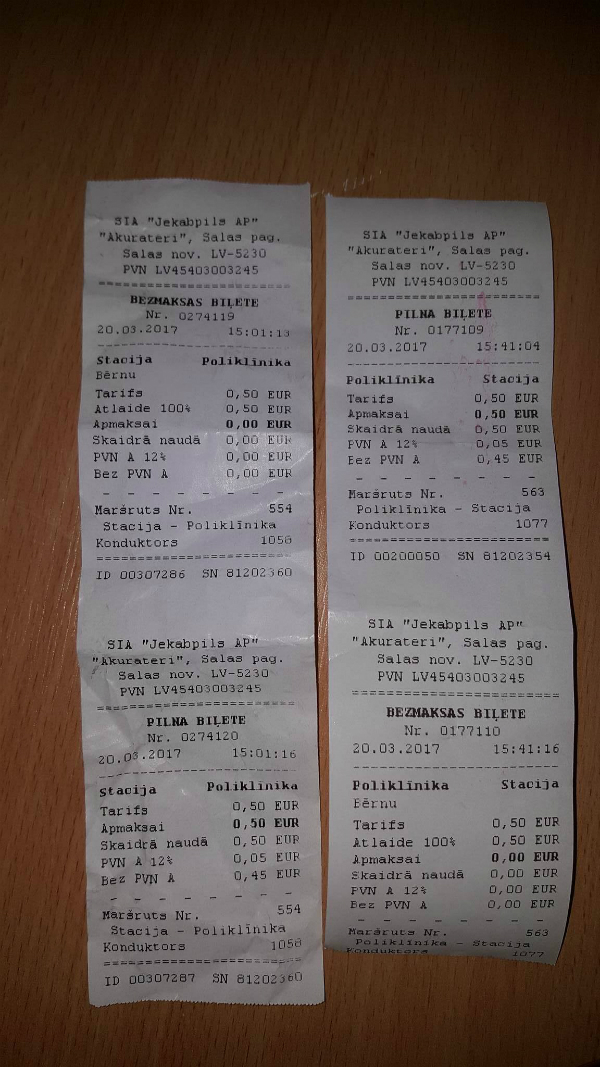 SIA "Jekabpils AP"
"Akurateri", Salas pag.
Salas nov. LV-5230
PVN LV45403003245
=======================
BEZMAKSAS BIĻETE
Nr. 0274119
20.03.2017 15:01:13
-----------------------
Stacija Poliklīnika
Bērnu
Tarifs 0,50 EUR
Atlaide 100% 0,50 EUR
Apmaksai 0,00 EUR
Skaidrā naudā 0,00 EUR
PVN A 12% 0,00 EUR
Bez PVN A 0,00 EUR
- - - - - - - -
Maršruts Nr. 554
Stacija - Poliklīnika
Konduktors 1058
=======================
ID 00307286 SN 81202360
SIA "Jekabpils AP"
"Akurateri", Salas pag.
Salas nov. LV-5230
PVN LV45403003245
=======================
PILNA BIĻETE
Nr. 0274120
20.03.2017 15:01:16
-----------------------
Stacija Poliklīnika
Tarifs 0,50 EUR
Apmaksai 0,50 EUR
Skaidrā naudā 0,50 EUR
PVN A 12% 0,05 EUR
Bez PVN A 0,45 EUR
- - - - - - - -
Maršruts Nr. 554
Stacija - Poliklīnika
Konduktors 1058
=======================
ID 00307287 SN 81202360
SIA "Jekabpils AP"
"Akurateri", Salas pag.
Salas nov. LV-5230
PVN LV45403003245
=======================
PILNA BIĻETE
Nr. 0177109
20.03.2017 15:41:04
-----------------------
Poliklīnika Stacija
Tarifs 0,50 EUR
Apmaksai 0,50 EUR
Skaidrā naudā 0,50 EUR
PVN A 12% 0,05 EUR
Bez PVN A 0,45 EUR
- - - - - - - -
Maršruts Nr. 563
Poliklīnika - Stacija
Konduktors 1077
=======================
ID 00200050 SN 81202354
SIA "Jekabpils AP"
"Akurateri", Salas pag.
Salas nov. LV-5230
PVN LV45403003245
=======================
BEZMAKSAS BIĻETE
Nr. 0177110
20.03.2017 15:41:16
-----------------------
Poliklīnika Stacija
Bērnu
Tarifs 0,50 EUR
Atlaide 100% 0,50 EUR
Apmaksai 0,00 EUR
Skaidrā naudā 0,00 EUR
PVN A 12% 0,00 EUR
Bez PVN A 0,00 EUR
- - - - - - - -
Maršruts Nr. 563
Poliklīnika - Stacija
Konduktors 1077